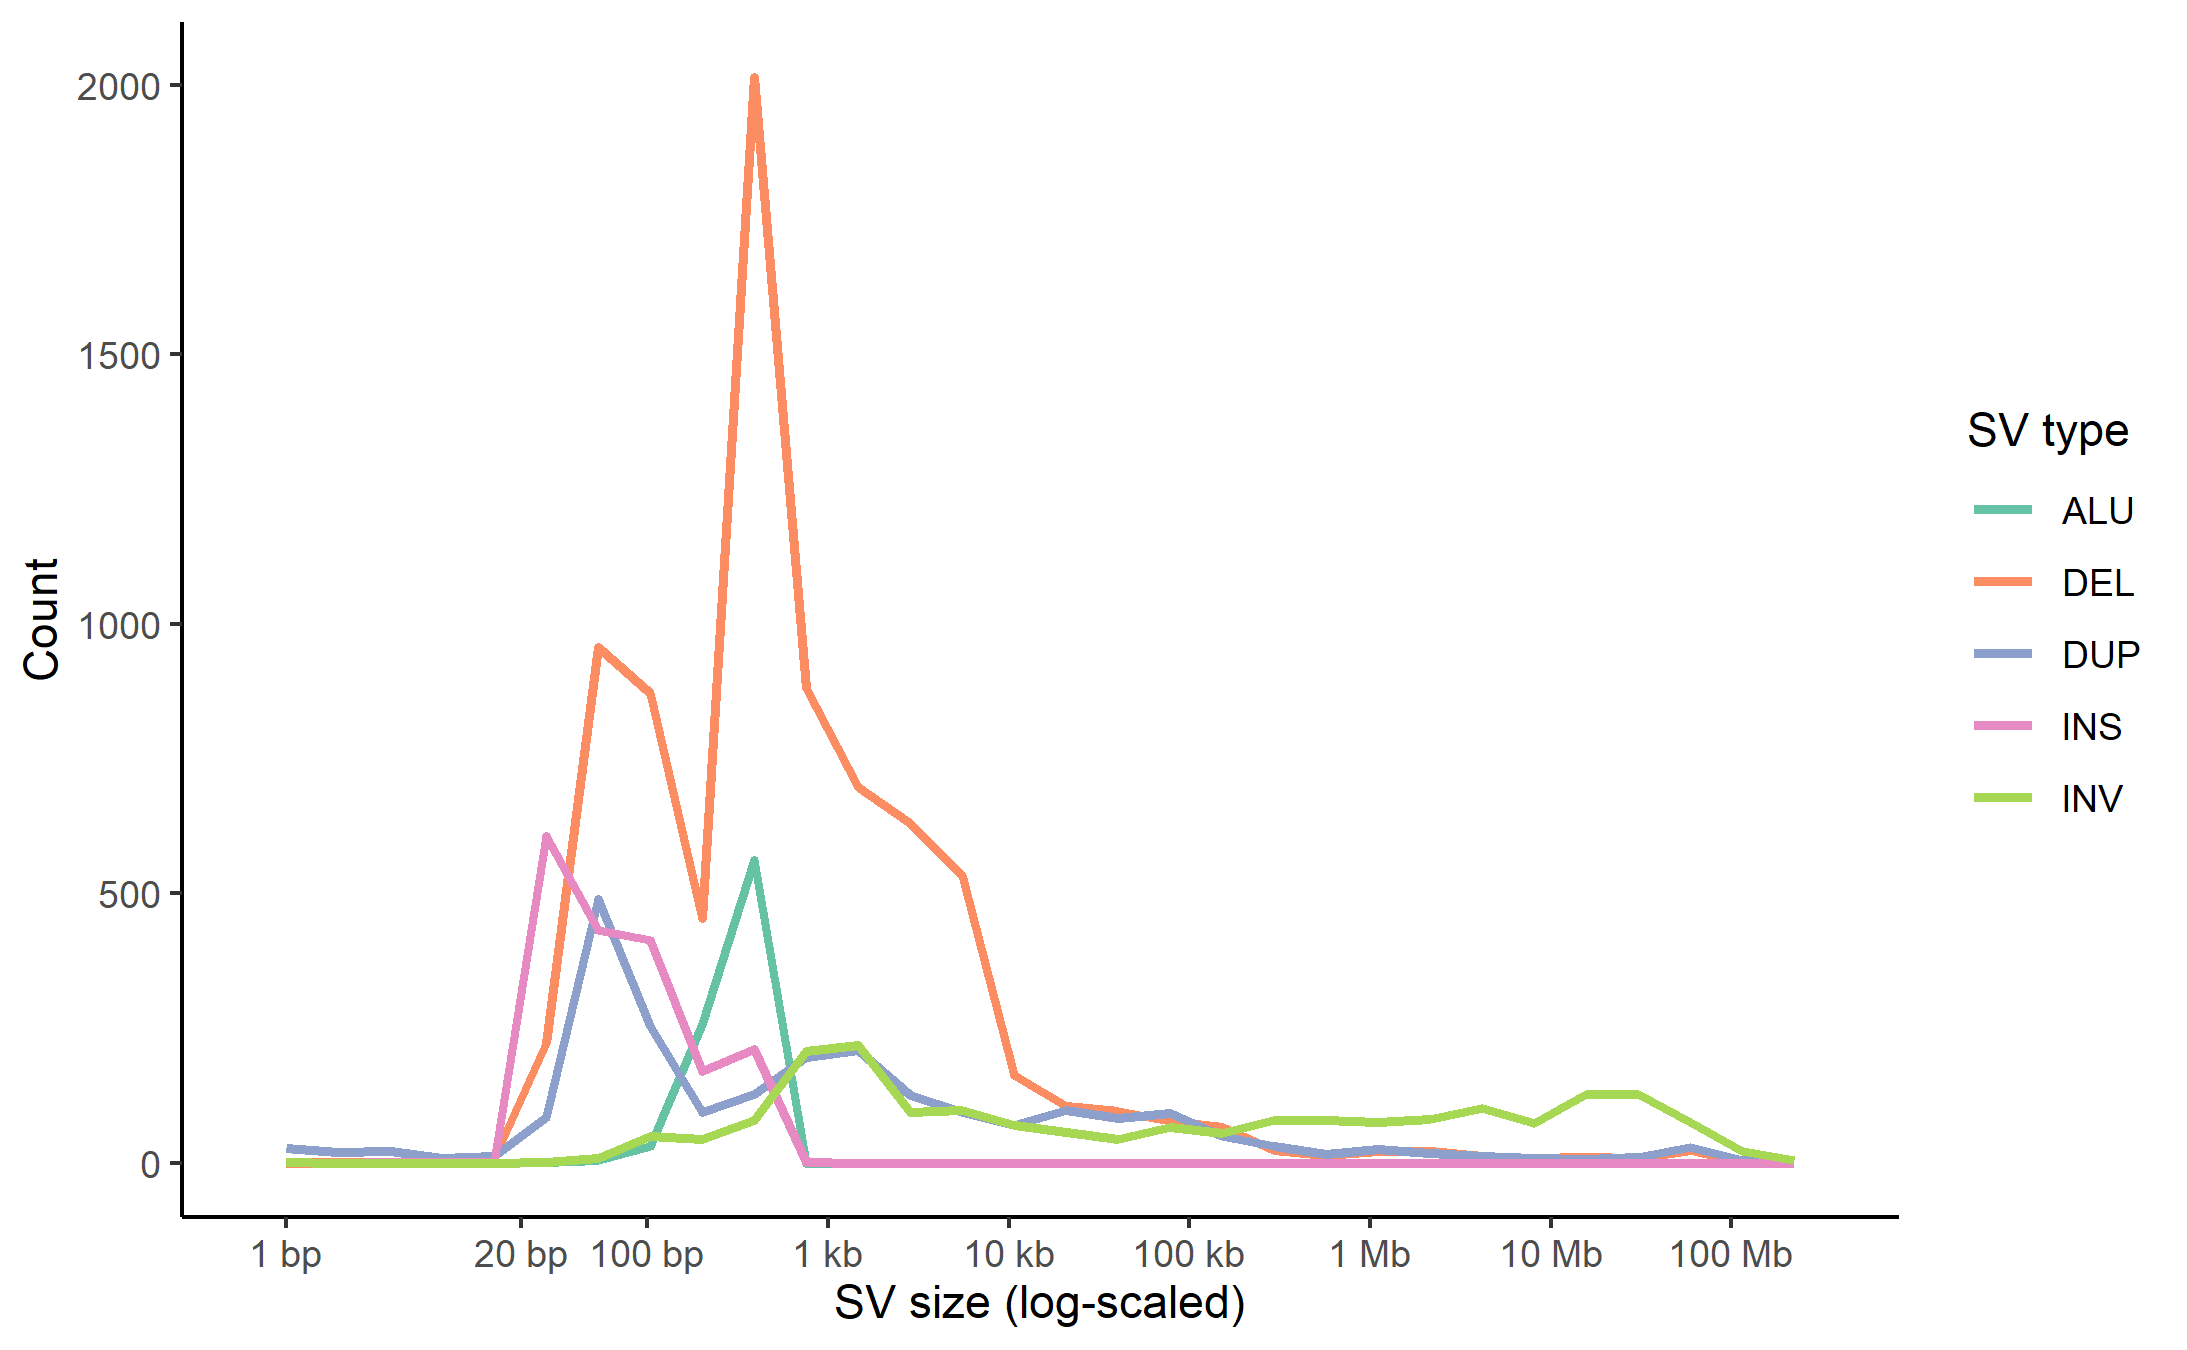 2000
1500
1000
500
0
Count
1 bp
20 bp
100 bp
1 kb
10 kb
100 kb
1 Mb
10 Mb
100 Mb
SV size (log-scaled)
SV type
ALU
DEL
DUP
INS
INV